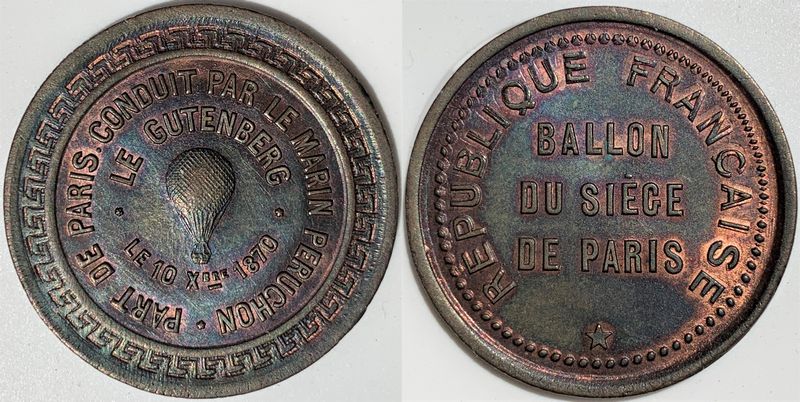 PART DE PARIS CONDUIT PAR LE MARIN PERUCHON
LE GUTENBERG
LE 10 Xbre 1870
REPUBLIQUE FRANÇAISE
BALLON
DU SIÈGE
DE PARIS